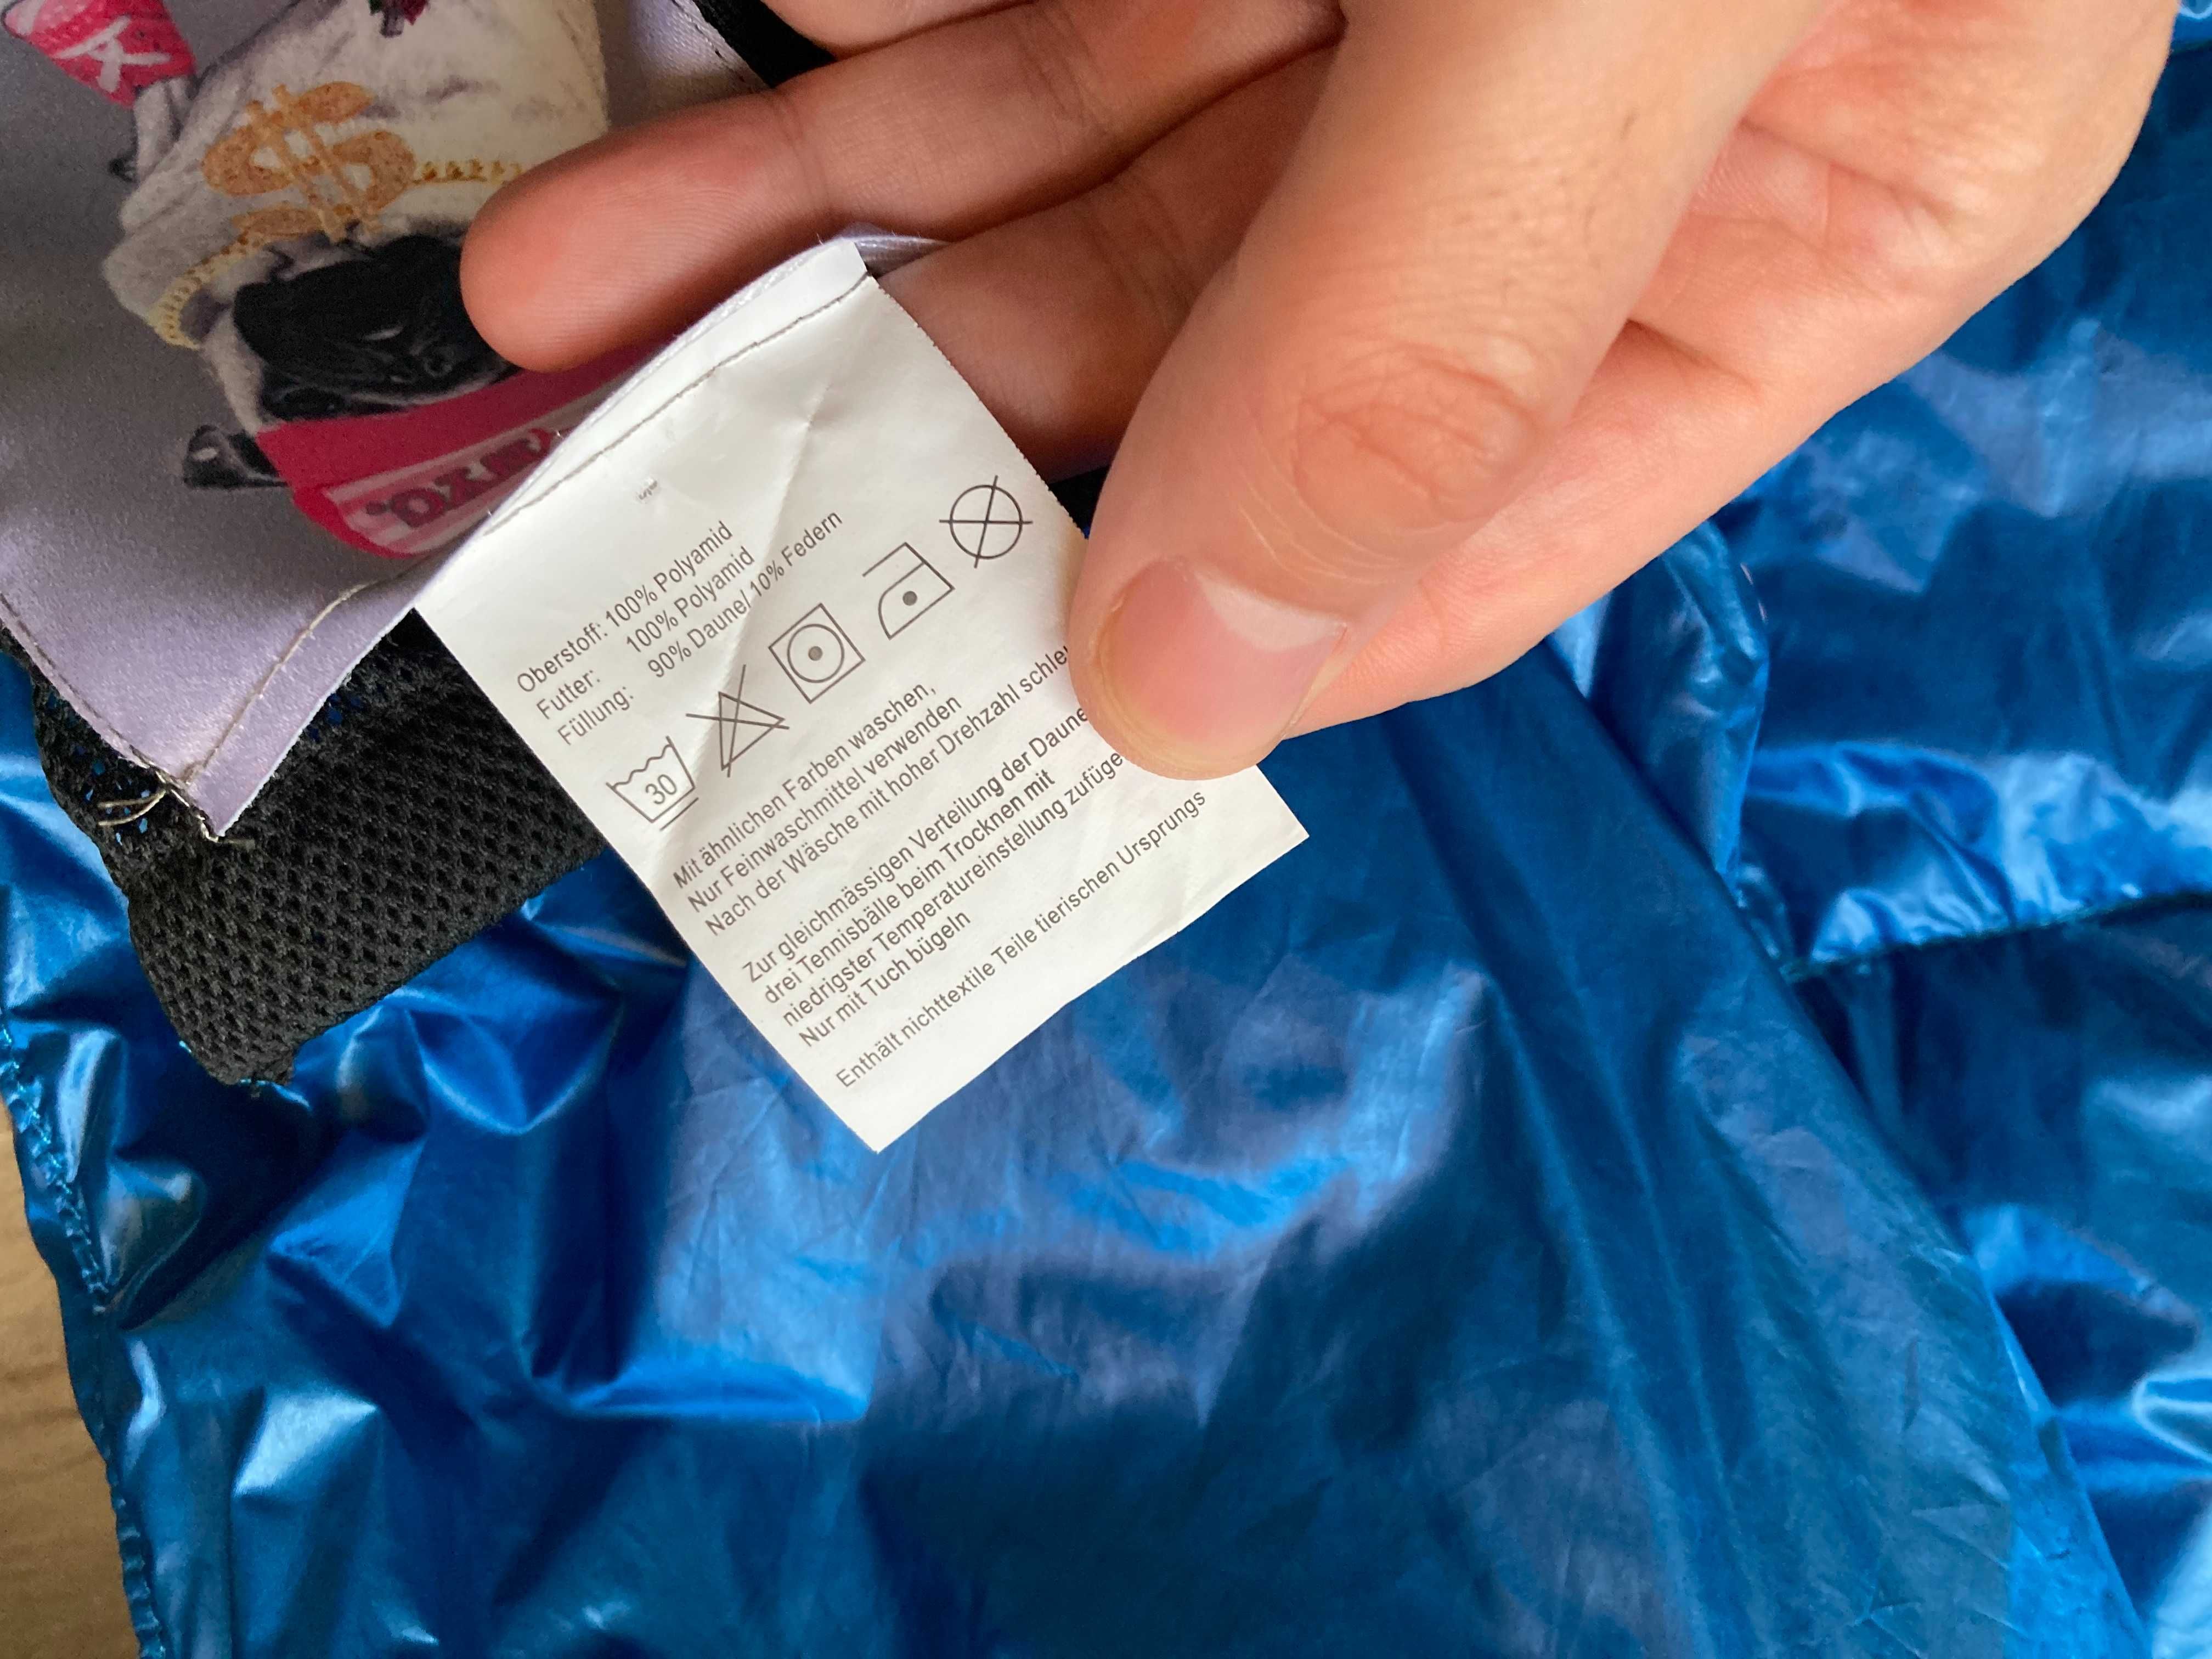 Oberstoff: 100% Polyamid
Futter: 100% Polyamid
Füllung: 90% Daune/ 10% Federn
30
Mit ähnlichen Farben waschen,
Nur Feinwaschmittel verwenden
Nach der Wäsche mit hoher Drehzahl
Zur gleichmässigen Verteilung der
drei Tennisbälle beim Trocknen mit
niedrigster Temperatureinstellung
Nur mit Tuch bügeln
Enthält nichttextile Teile tierischen Ursprungs